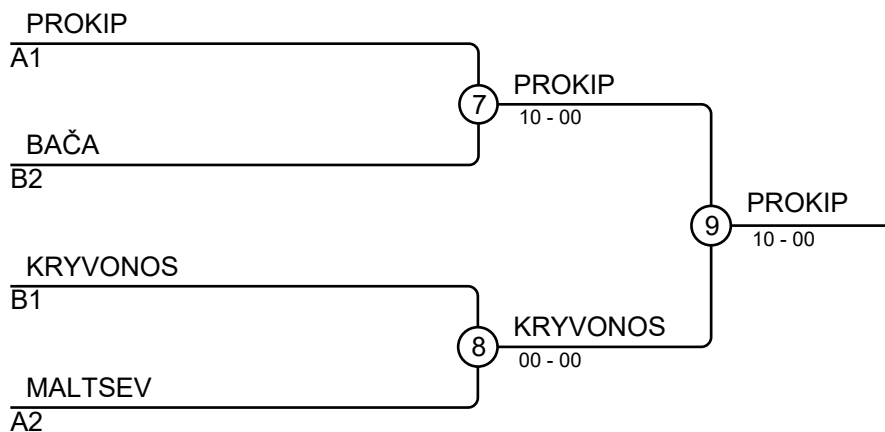 PROKIP
A1
7
PROKIP
10 - 00
BAČA
B2
9
PROKIP
10 - 00
KRYVONOS
B1
8
KRYVONOS
00 - 00
MALTSEV
A2